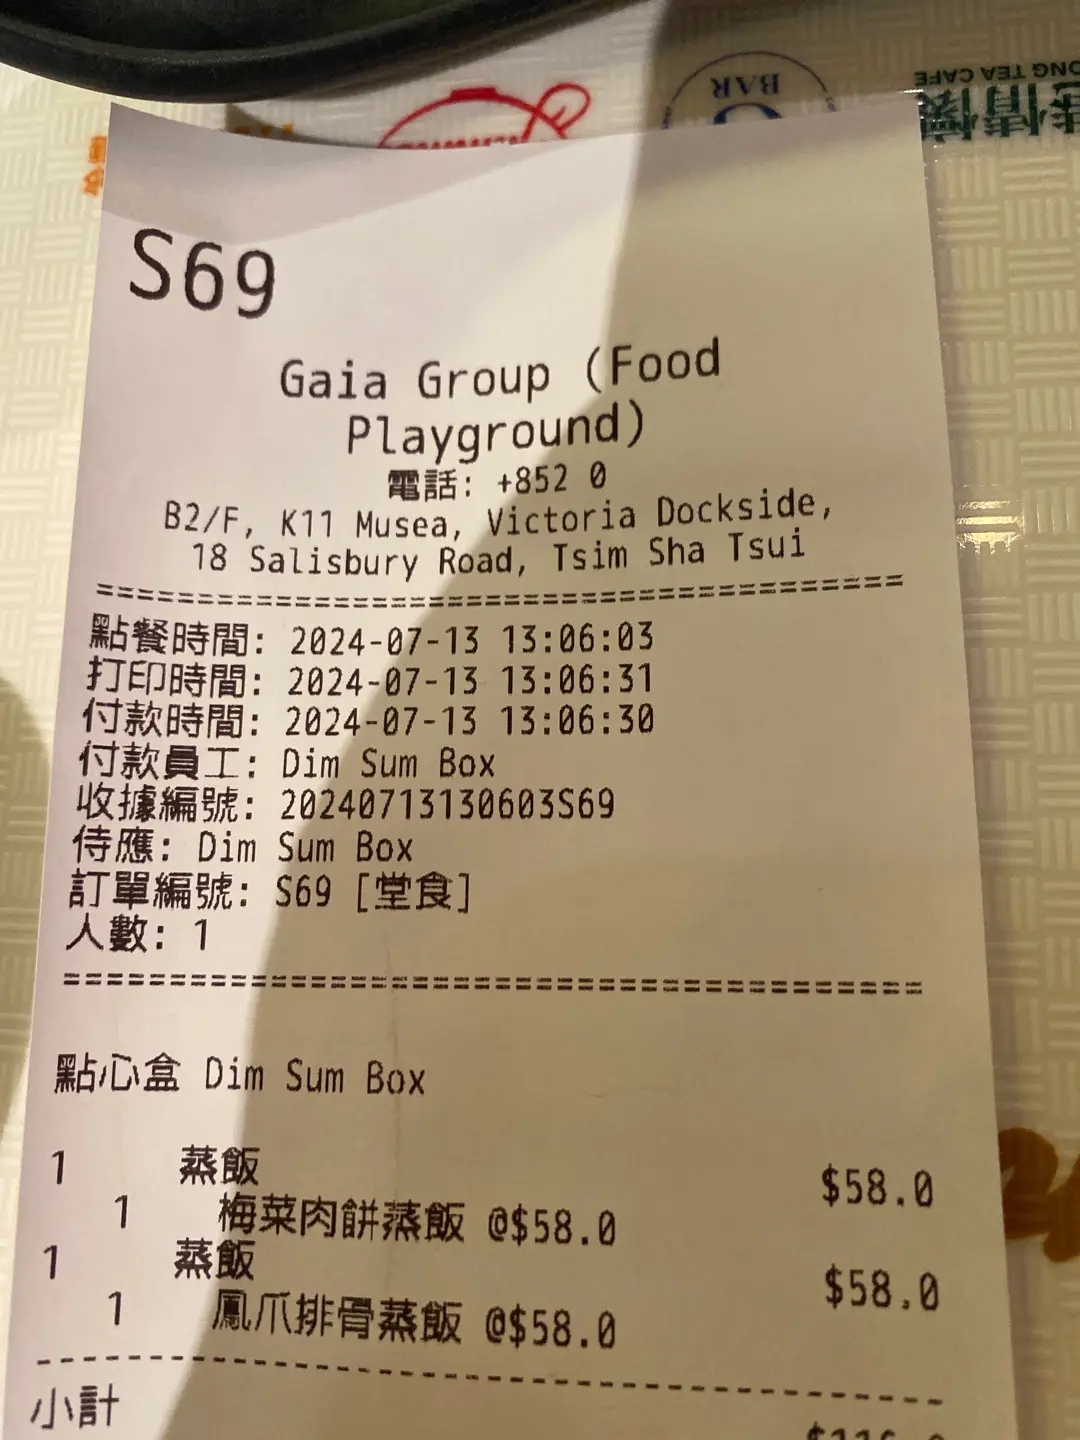 BAR
ONG TEA CAFE
S69
Gaia Group (Food
Playground)
電話: +852 0
B2/F, K11 Musea, Victoria Dockside,
18 Salisbury Road, Tsim Sha Tsui
點餐時間: 2024-07-13 13:06:03
打印時間: 2024-07-13 13:06:31
付款時間: 2024-07-13 13:06:30
付款員工: Dim Sum Box
收據編號: 20240713130603S69
侍應: Dim Sum Box
訂單編號: S69 [堂食]
人數: 1
點心盒 Dim Sum Box
1 蒸飯 $58.0
1 梅菜肉餅蒸飯 @$58.0
1 蒸飯 $58.0
1 鳳爪排骨蒸飯 @$58.0
小計